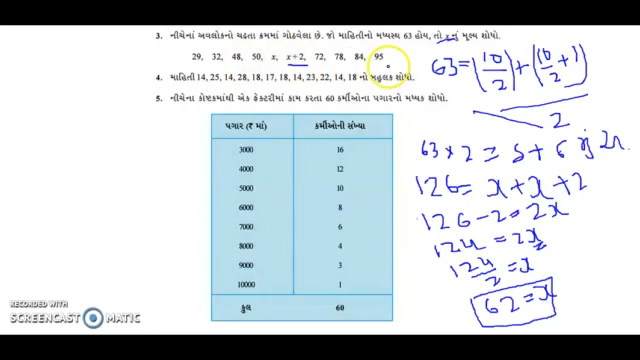 3. નીચેનાં અવલોકનો ચઢતા ક્રમમાં ગોઠવેલા છે. જો માહિતીનો મધ્યસ્થ 63 હોય, તો x નું મૂલ્ય શોધો.
29, 32, 48, 50, x, x + 2, 72, 78, 84, 95
4. માહિતી 14, 25, 14, 28, 18, 17, 18, 14, 23, 22, 14, 18 નો બહુલક શોધો.
5. નીચેના કોષ્ટકમાંથી એક ફેક્ટરીમાં કામ કરતા 60 કર્મીઓના પગારનો મધ્યક શોધો.
પગાર (₹ માં) કર્મીઓની સંખ્યા
3000 16
4000 12
5000 10
6000 8
7000 6
8000 4
9000 3
10000 1
કુલ 60
63 = (10/2) + (10/2 + 1)
2
63 × 2 = 5 + 6
126 = x + x + 2
126 - 2 = 2x
124 = 2x
124/2 = x
62 = x
RECORDED WITH
SCREENCAST MATIC